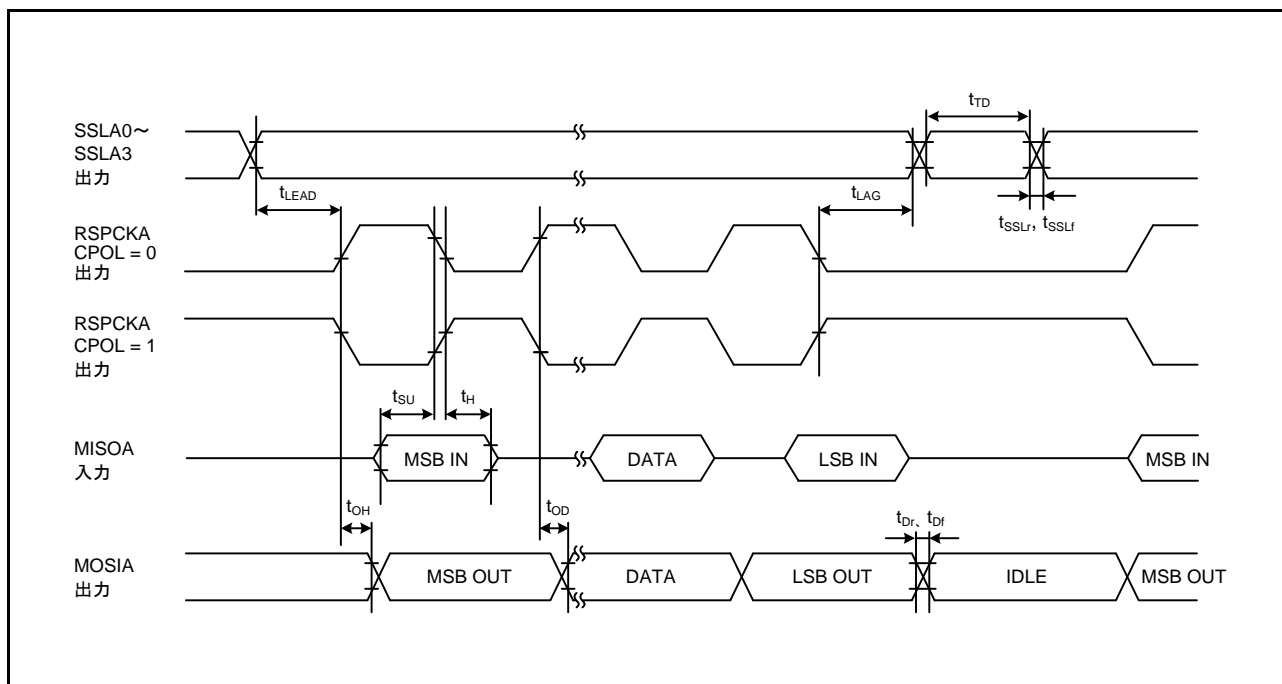 SSLA0～
SSLA3
出力
tTD
tLEAD
tLAG
tSSLr, tSSLf
RSPCKA
CPOL = 0
出力
RSPCKA
CPOL = 1
出力
tSU
tH
MISOA
入力
MSB IN
DATA
LSB IN
MSB IN
tOH
tOD
tDr、tDf
MOSIA
出力
MSB OUT
DATA
LSB OUT
IDLE
MSB OUT